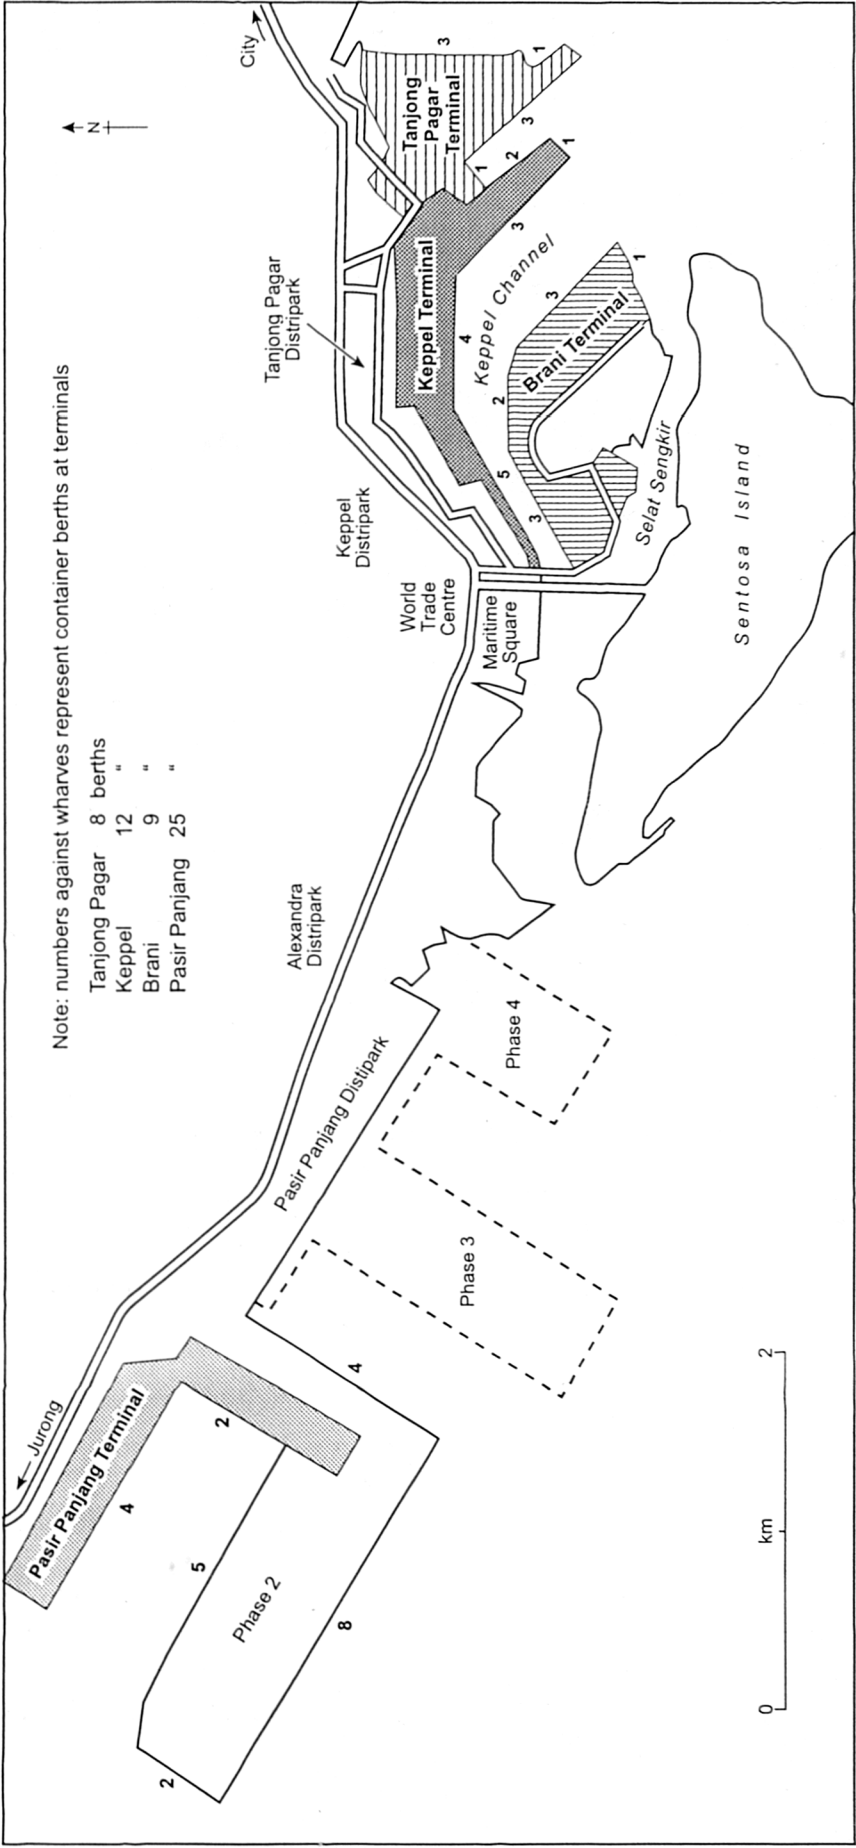 Note: numbers against wharves represent container berths at terminals
Tanjong Pagar 8 berths
Keppel 12 "
Brani 9 "
Pasir Panjang 25 "
N
City
Jurong
Pasir Panjang Terminal
4
2
5
Phase 2
2
8
4
Pasir Panjang Distipark
Phase 3
Phase 4
Alexandra
Distripark
World
Trade
Centre
Maritime
Square
Keppel
Distripark
Tanjong Pagar
Distripark
Keppel Terminal
5
4
3
1
2
Tanjong
Pagar
Terminal
3
1
3
1
Keppel Channel
Brani Terminal
3
2
3
1
Selat Sengkir
Sentosa Island
0
km
2